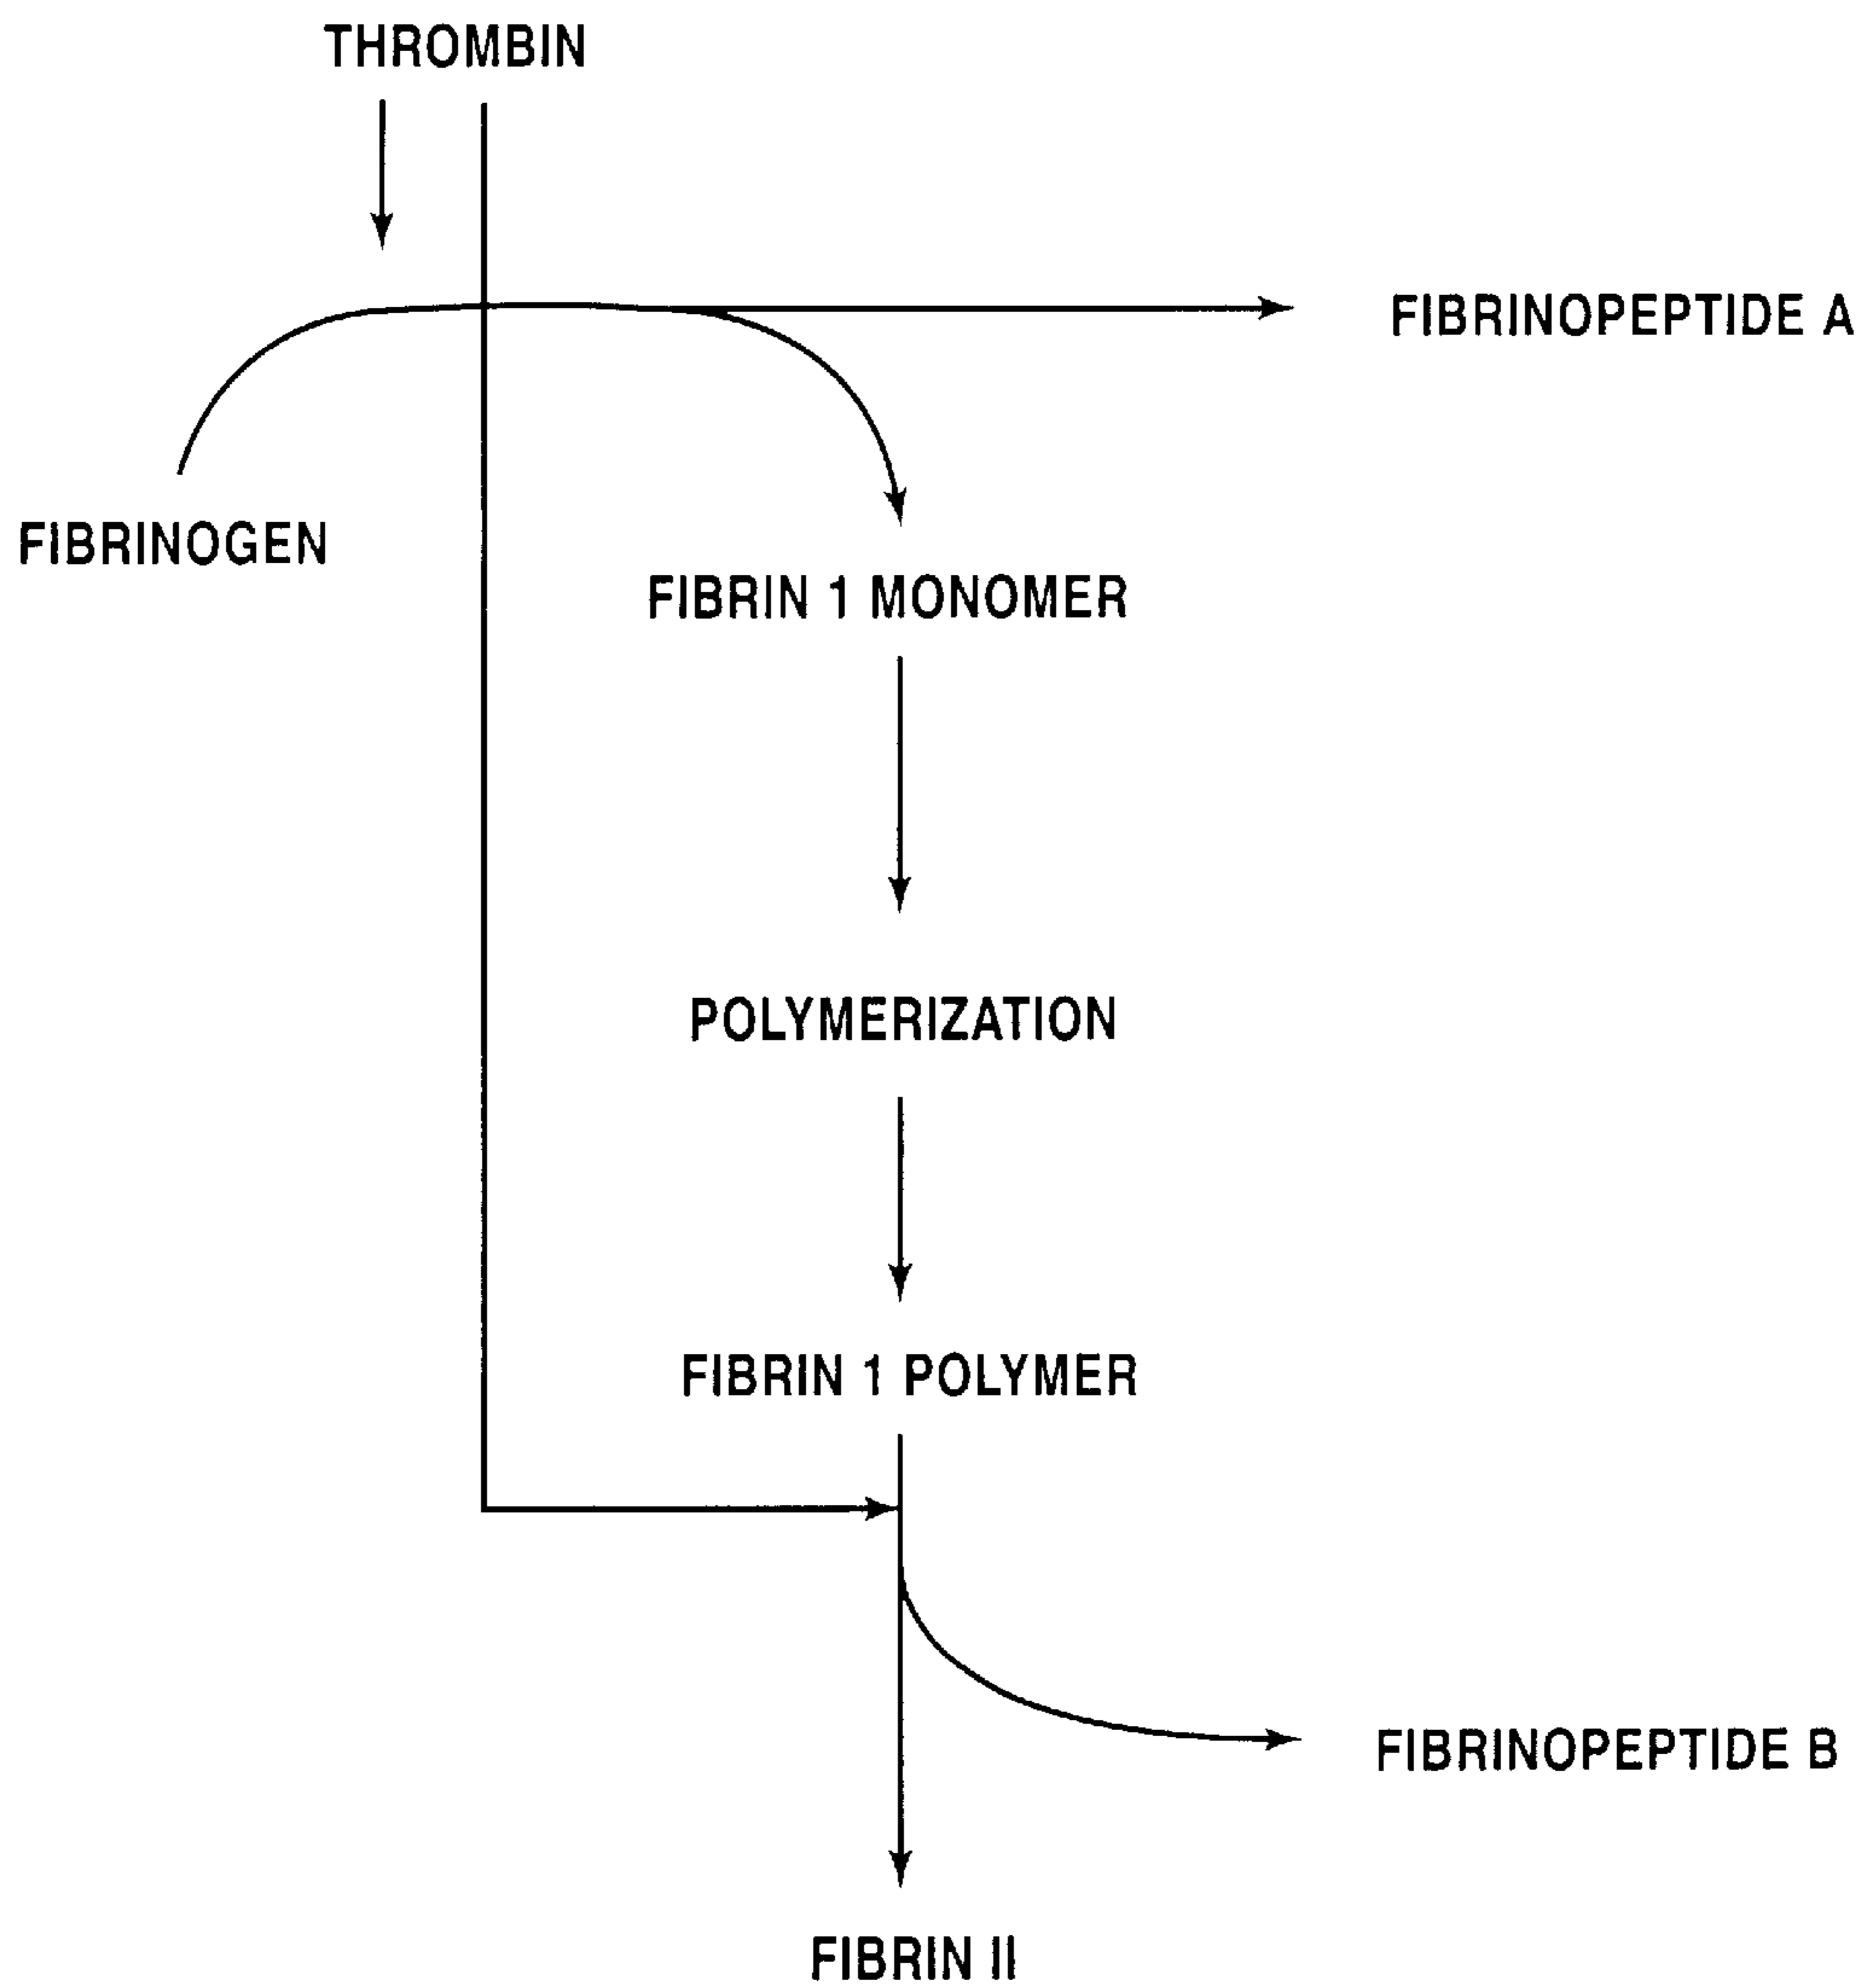 THROMBIN
FIBRINOPEPTIDE A
FIBRINOGEN
FIBRIN 1 MONOMER
POLYMERIZATION
FIBRIN 1 POLYMER
FIBRINOPEPTIDE B
FIBRIN II